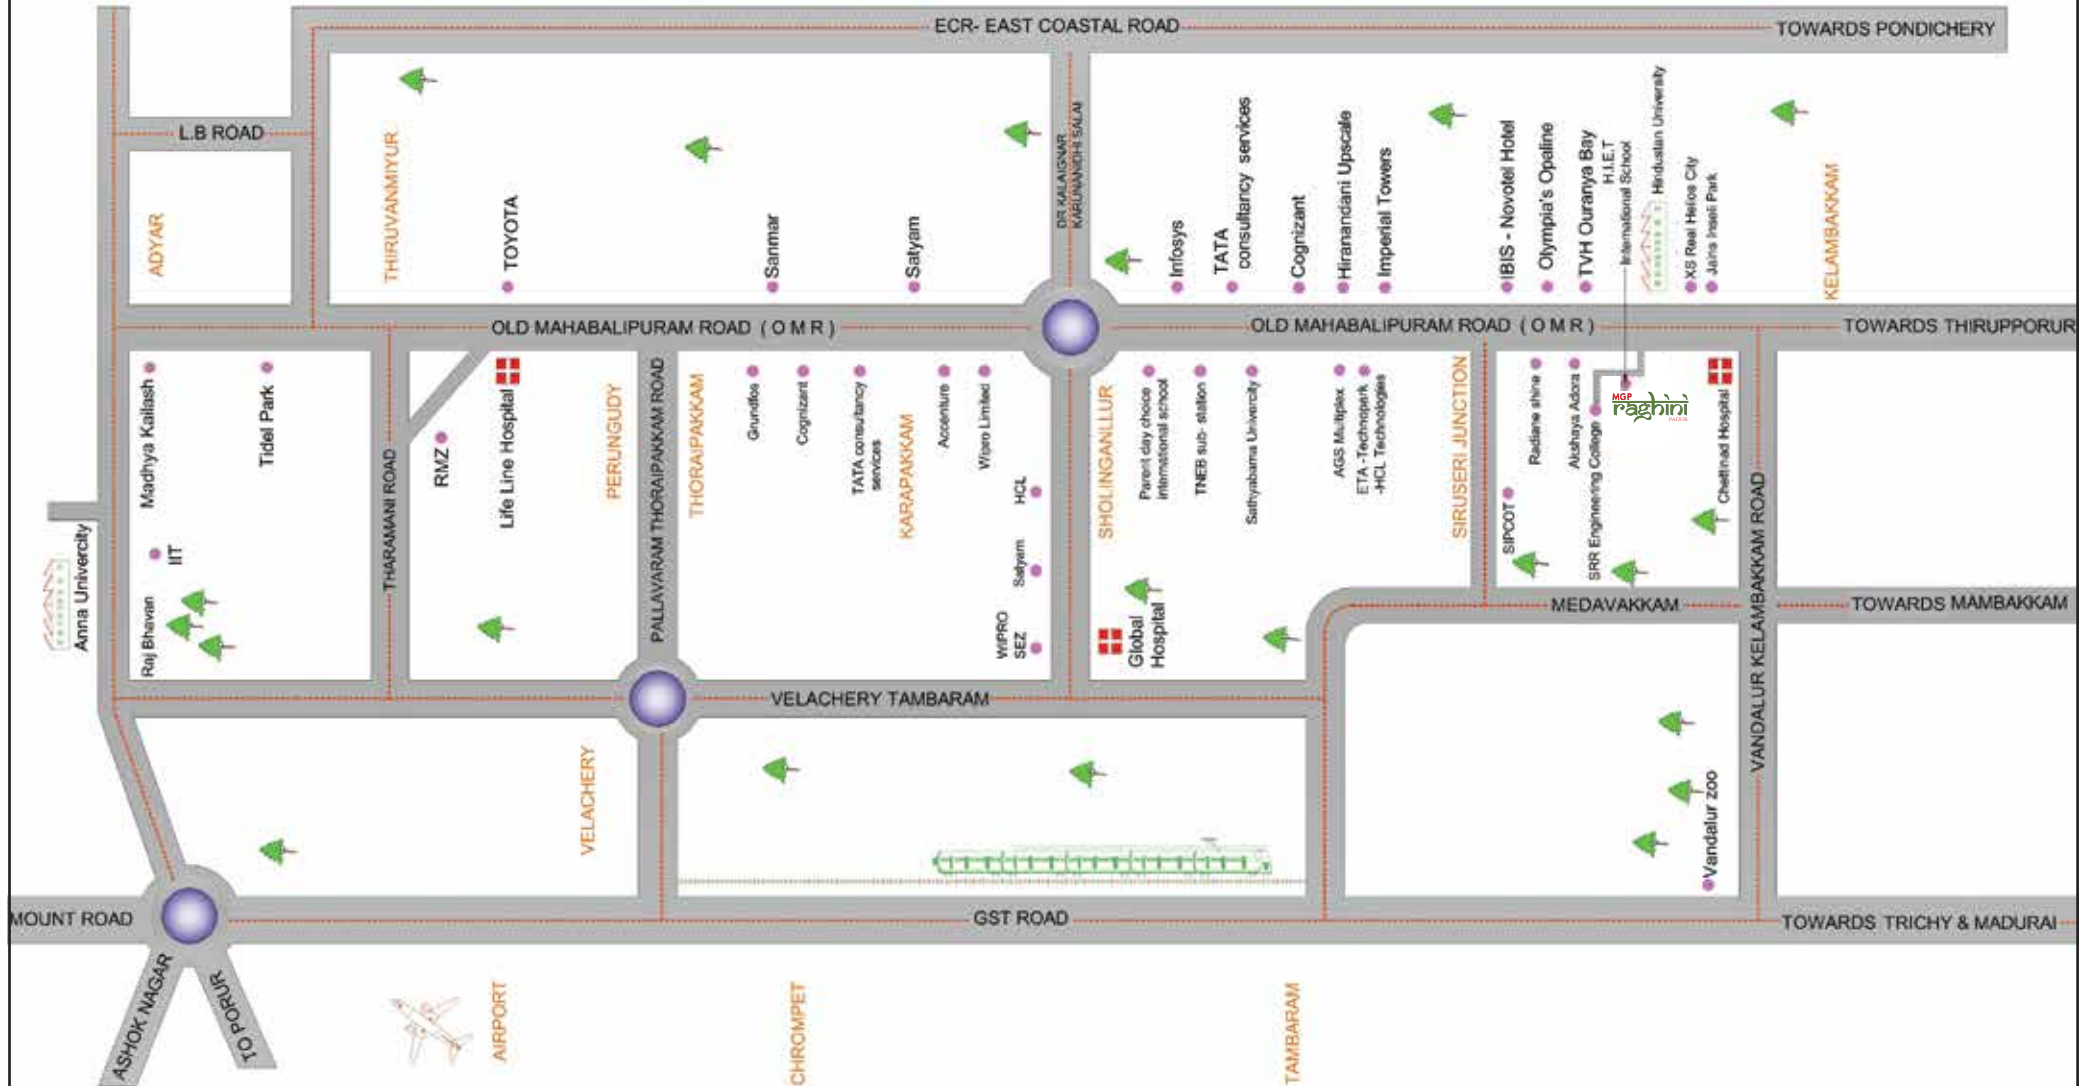 ECR- EAST COASTAL ROAD
TOWARDS PONDICHERY
L.B ROAD
ADYAR
THIRUVANMIYUR
TOYOTA
Sanmar
Satyam
DR KALAIGNAR
KARUNANIDHI SALAI
Infosys
TATA
consultancy services
Cognizant
Hiranandani Upscale
Imperial Towers
IBIS - Novotel Hotel
Olympia's Opaline
TVH Ouranya Bay
H.I.E.T
International School
Hindustan University
XS Real Helios City
Jains Inseli Park
KELAMBAKKAM
OLD MAHABALIPURAM ROAD ( O M R )
OLD MAHABALIPURAM ROAD ( O M R )
TOWARDS THIRUPPORUR
Madhya Kailash
Tidel Park
THARAMANI ROAD
RMZ
Life Line Hospital
PERUNGUDY
PALLAVARAM THORAIPAKKAM ROAD
THORAIPAKKAM
Grundfos
Cognizant
TATA consultancy
services
KARAPAKKAM
Accenture
Wipro Limited
HCL
Satyam
WIPRO
SEZ
SHOLINGANLLUR
Parent day choice
international school
TNEB sub- station
Sathyabama Univercity
AGS Multiplex
ETA -Technopark
-HCL Technologies
SIRUSERI JUNCTION
SIPCOT
Radiane shine
Akshaya Adora
SRR Engineering College
MGP
raghini
PADUR
Chettinad Hospital
VANDALUR KELAMBAKKAM ROAD
Anna Univercity
IIT
Raj Bhavan
Global
Hospital
MEDAVAKKAM
TOWARDS MAMBAKKAM
VELACHERY TAMBARAM
VELACHERY
Vandalur zoo
MOUNT ROAD
GST ROAD
TOWARDS TRICHY & MADURAI
ASHOK NAGAR
TO PORUR
AIRPORT
CHROMPET
TAMBARAM